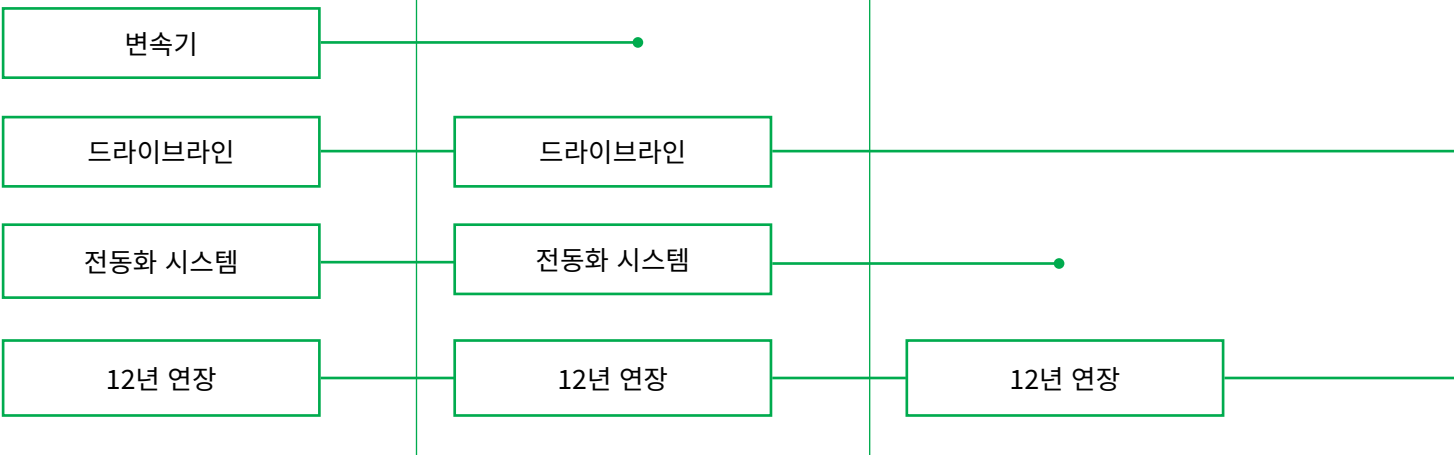 변속기
드라이브라인
드라이브라인
전동화 시스템
전동화 시스템
12년 연장
12년 연장
12년 연장